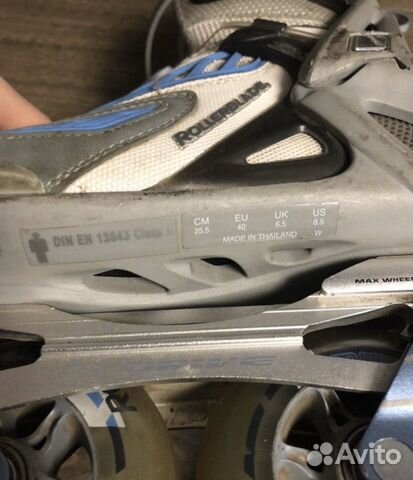 ROLLERBLADE
DIN EN 13843 Class A
CM EU UK US
25.5 40 6.5 8.5
MADE IN THAILAND W
MAX WHEEL
R
Avito